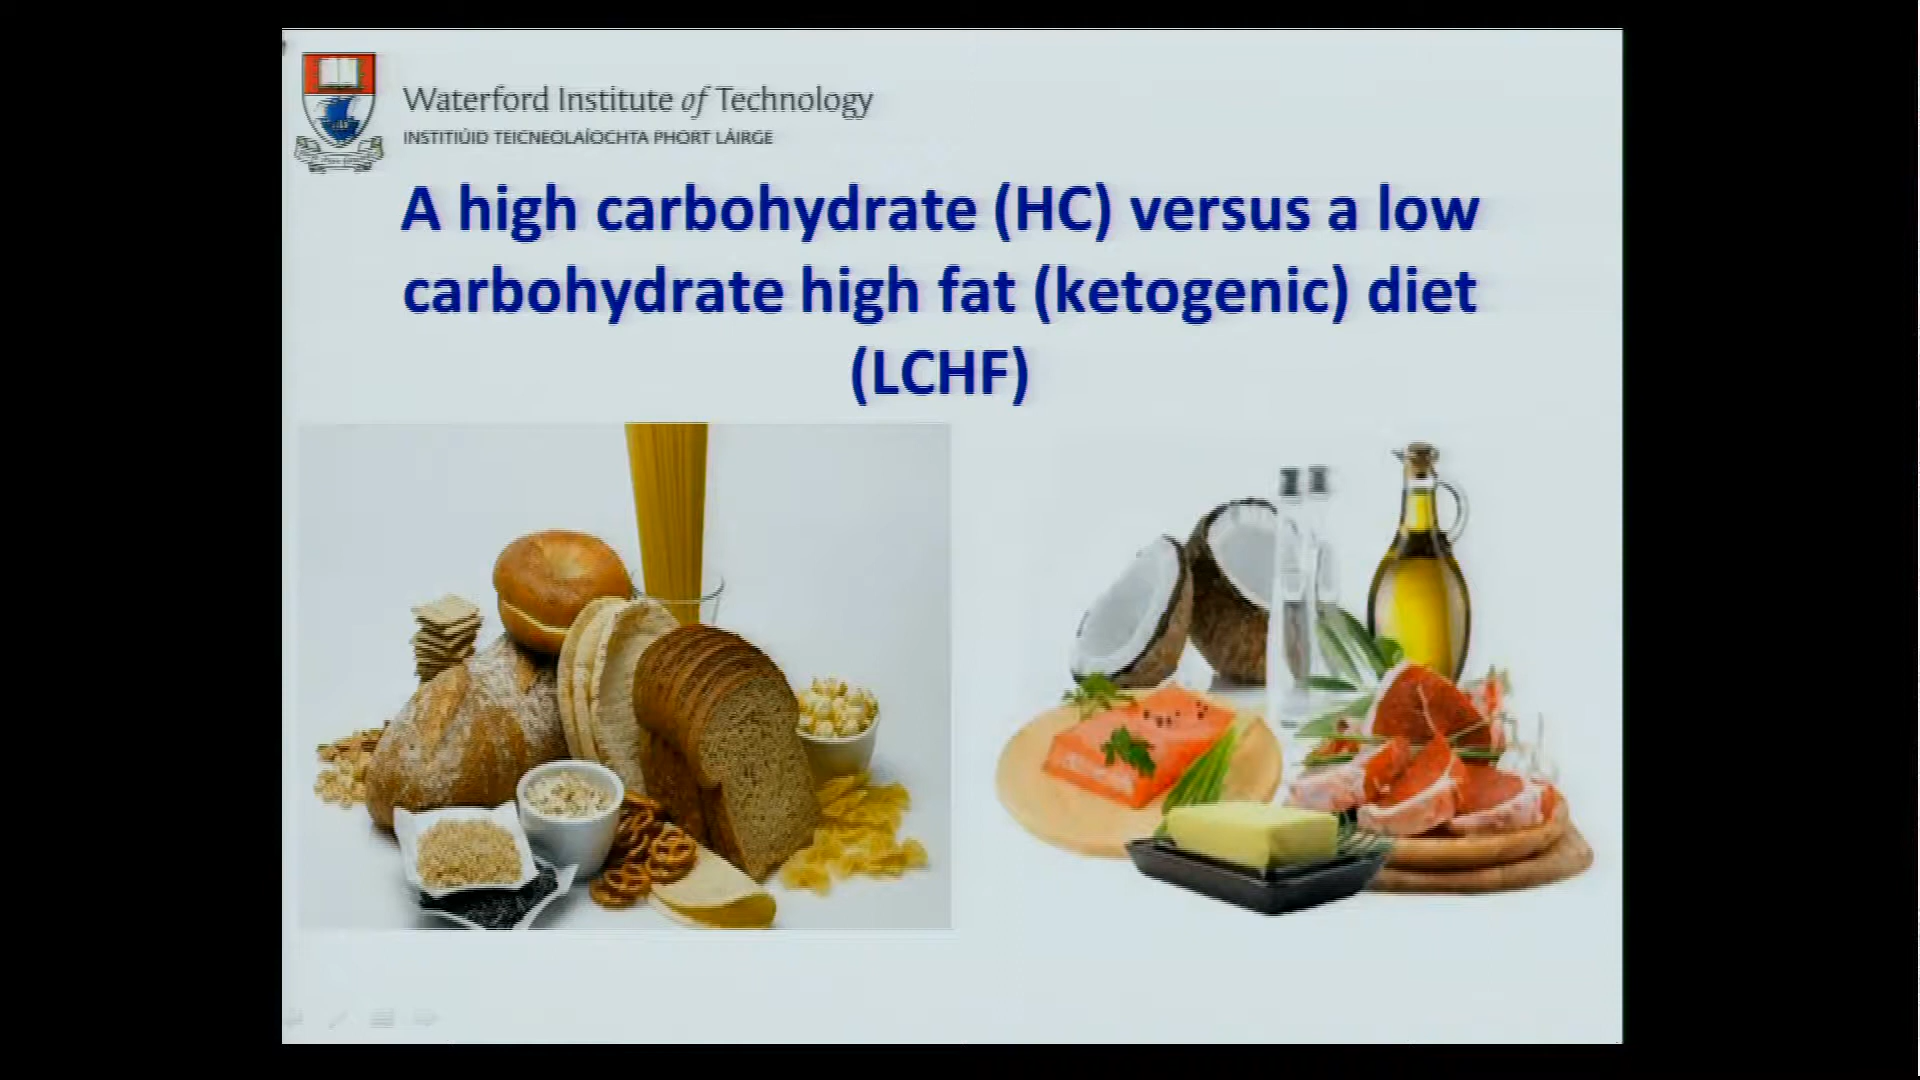 Waterford Institute of Technology
INSTITIÚID TEICNEOLAÍOCHTA PHORT LÁIRGE
A high carbohydrate (HC) versus a low
carbohydrate high fat (ketogenic) diet
(LCHF)